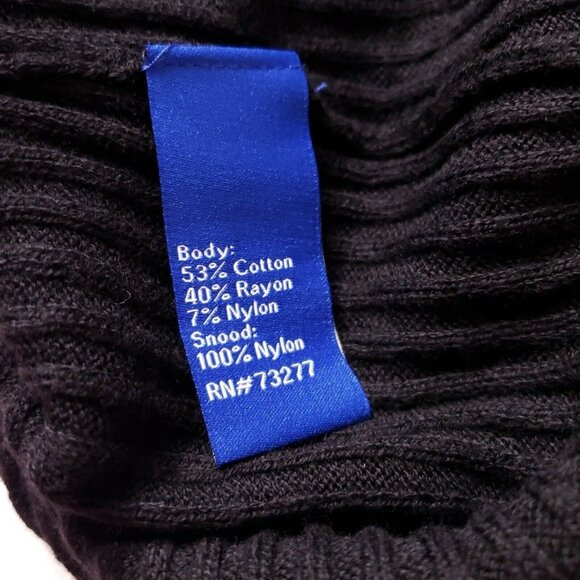 Body:
53% Cotton
40% Rayon
7% Nylon
Snood:
100% Nylon
RN#73277